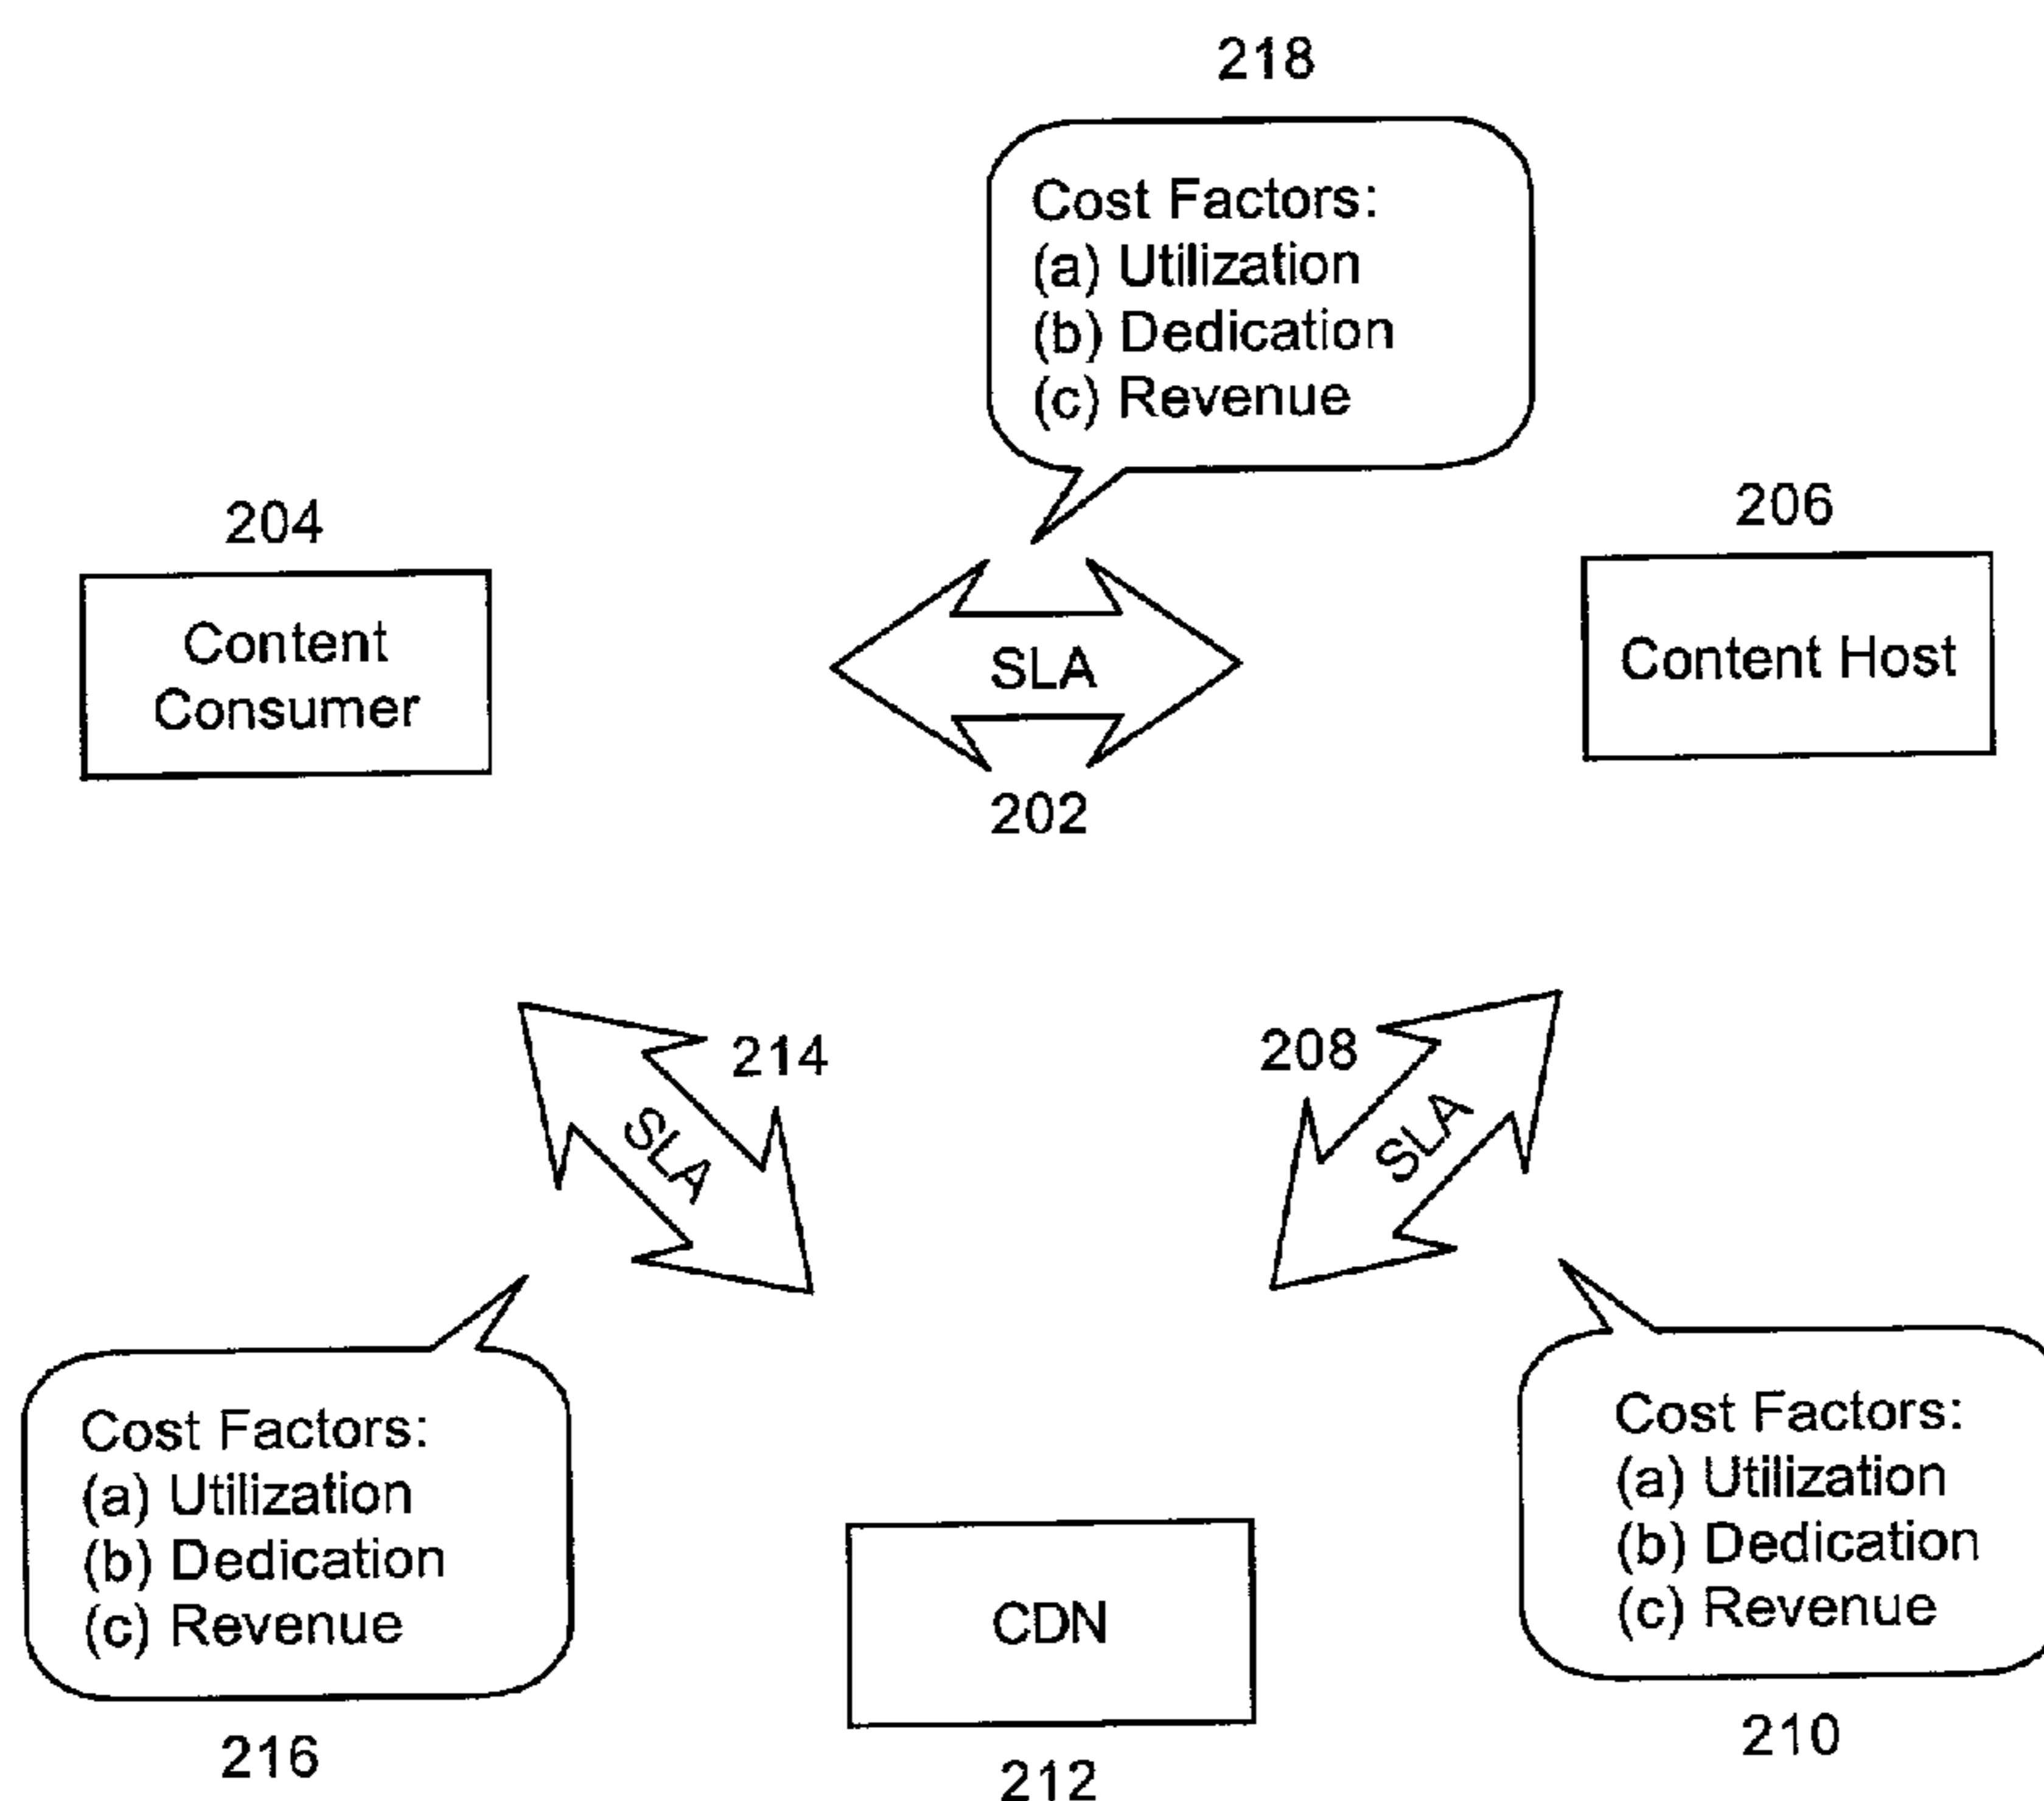 218
Cost Factors:
(a) Utilization
(b) Dedication
(c) Revenue
204
206
Content
Consumer
SLA
Content Host
202
214
208
SLA
SLA
Cost Factors:
(a) Utilization
(b) Dedication
(c) Revenue
216
CDN
212
Cost Factors:
(a) Utilization
(b) Dedication
(c) Revenue
210